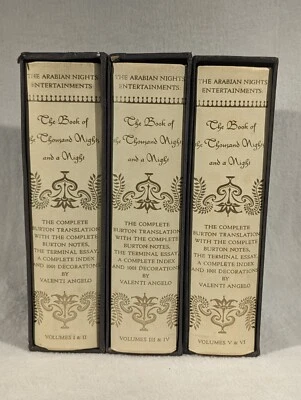 THE ARABIAN NIGHTS
ENTERTAINMENTS:
The Book of
the Thousand Nights
and a Night
THE COMPLETE
BURTON TRANSLATION
WITH THE COMPLETE
BURTON NOTES,
THE TERMINAL ESSAY,
A COMPLETE INDEX
AND 1001 DECORATIONS
BY
VALENTI ANGELO
VOLUMES I & II
THE ARABIAN NIGHTS
ENTERTAINMENTS:
The Book of
the Thousand Nights
and a Night
THE COMPLETE
BURTON TRANSLATION
WITH THE COMPLETE
BURTON NOTES,
THE TERMINAL ESSAY,
A COMPLETE INDEX
AND 1001 DECORATIONS
BY
VALENTI ANGELO
VOLUMES III & IV
THE ARABIAN NIGHTS
ENTERTAINMENTS:
The Book of
the Thousand Nights
and a Night
THE COMPLETE
BURTON TRANSLATION
WITH THE COMPLETE
BURTON NOTES,
THE TERMINAL ESSAY,
A COMPLETE INDEX
AND 1001 DECORATIONS
BY
VALENTI ANGELO
VOLUMES V & VI